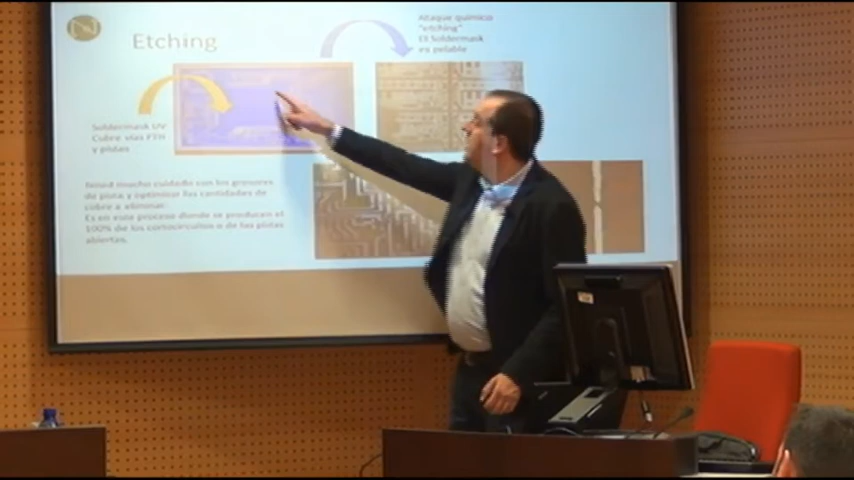 Etching
Ataque químico
"etching"
El Soldermask
es pelable
Soldermask UV
Cubre vías PTH
y pistas
Tened mucho cuidado con los grosores
de pista y optimizar las cantidades de
cobre a eliminar.
Es en este proceso donde se producen el
100% de los cortocircuitos o de las pistas
abiertas.